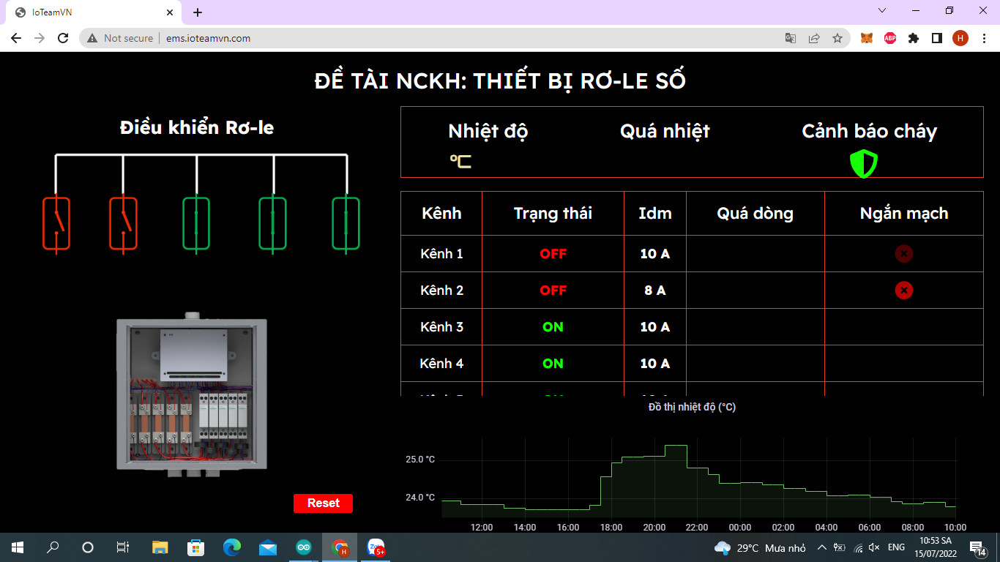 IoTeamVN
Not secure
ems.ioteamvn.com
ABP
H
ĐỀ TÀI NCKH: THIẾT BỊ RƠ-LE SỐ
Điều khiển Rơ-le
Nhiệt độ Quá nhiệt Cảnh báo cháy
℃
Kênh Trạng thái Idm Quá dòng Ngắn mạch
Kênh 1 OFF 10 A
Kênh 2 OFF 8 A
Kênh 3 ON 10 A
Kênh 4 ON 10 A
Đồ thị nhiệt độ (°C)
25.0 °C
24.0 °C
12:00 14:00 16:00 18:00 20:00 22:00 00:00 02:00 04:00 06:00 08:00 10:00
Reset
H
5+
29°C Mưa nhỏ
ENG
10:53 SA
15/07/2022
14